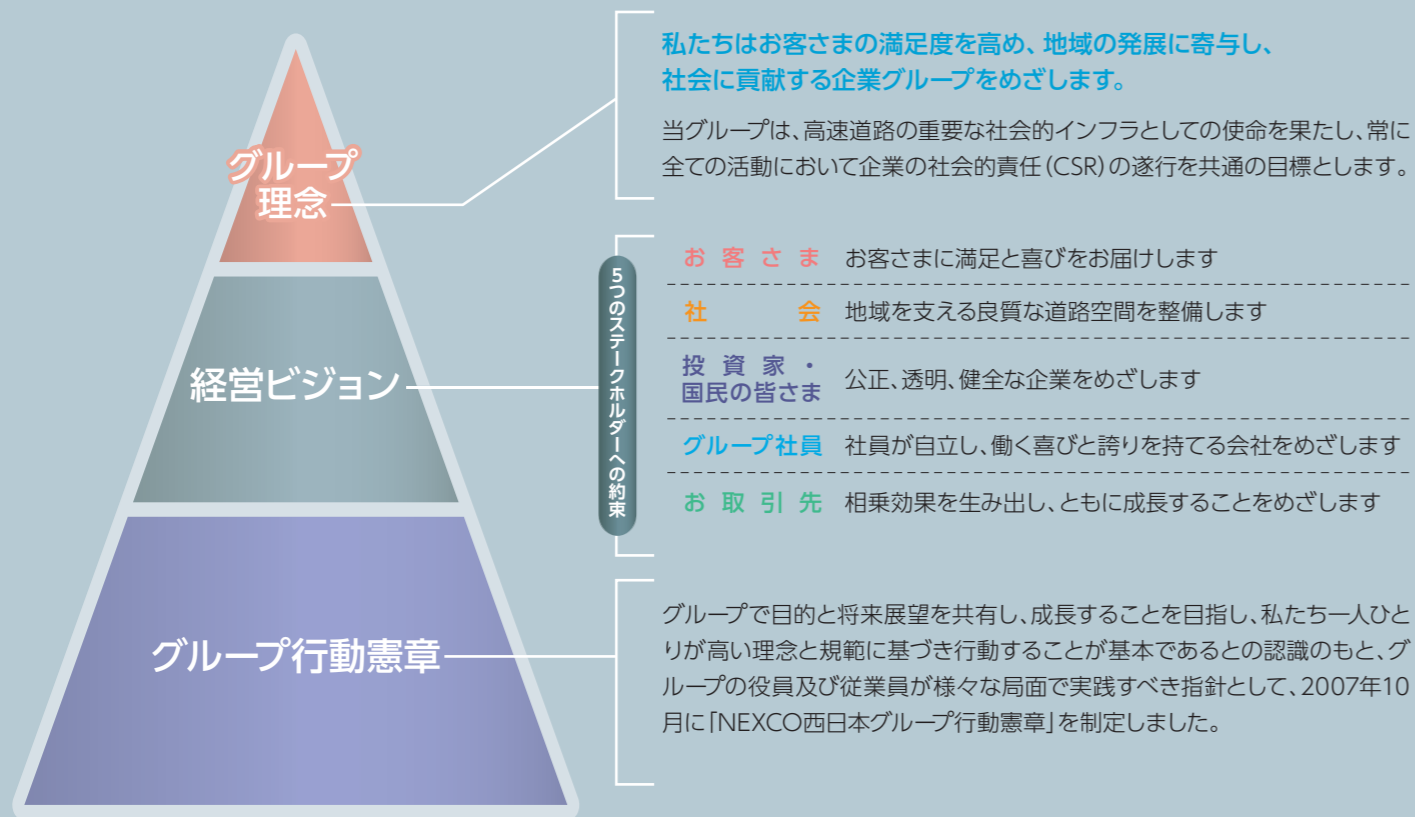 グループ
理念
私たちはお客さまの満足度を高め、地域の発展に寄与し、
社会に貢献する企業グループをめざします。
当グループは、高速道路の重要な社会的インフラとしての使命を果たし、常に
全ての活動において企業の社会的責任(CSR)の遂行を共通の目標とします。
経営ビジョン
5つのステークホルダーへの約束
お客さま お客さまに満足と喜びをお届けします
社会 地域を支える良質な道路空間を整備します
投資家・
国民の皆さま 公正、透明、健全な企業をめざします
グループ社員 社員が自立し、働く喜びと誇りを持てる会社をめざします
お取引先 相乗効果を生み出し、ともに成長することをめざします
グループ行動憲章
グループで目的と将来展望を共有し、成長することを目指し、私たち一人ひと
りが高い理念と規範に基づき行動することが基本であるとの認識のもと、グ
ループの役員及び従業員が様々な局面で実践すべき指針として、2007年10
月に「NEXCO西日本グループ行動憲章」を制定しました。